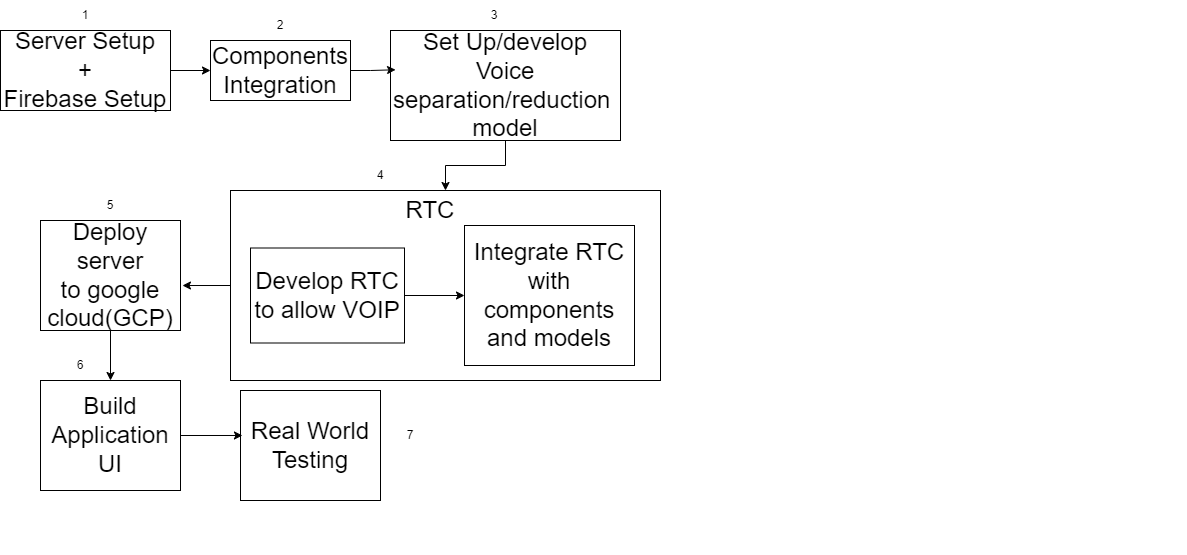 1
Server Setup
+
Firebase Setup
2
Components
Integration
3
Set Up/develop
Voice
separation/reduction
model
4
RTC
Develop RTC
to allow VOIP
Integrate RTC
with
components
and models
5
Deploy
server
to google
cloud(GCP)
6
Build
Application
UI
Real World
Testing
7